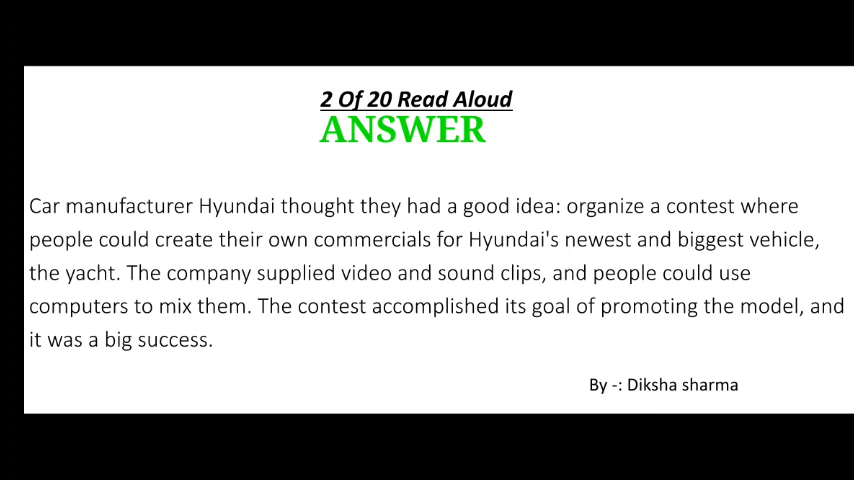 2 Of 20 Read Aloud
ANSWER
Car manufacturer Hyundai thought they had a good idea: organize a contest where
people could create their own commercials for Hyundai's newest and biggest vehicle,
the yacht. The company supplied video and sound clips, and people could use
computers to mix them. The contest accomplished its goal of promoting the model, and
it was a big success.
By -: Diksha sharma